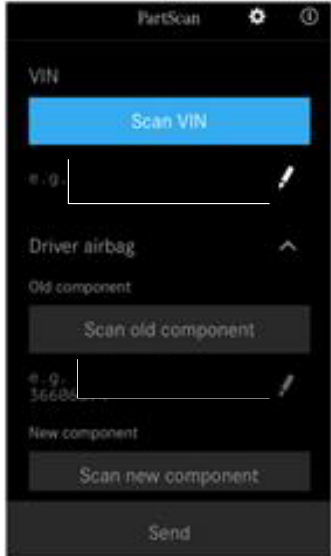 PartScan
VIN
Scan VIN
e.g.
Driver airbag
Old component
Scan old component
e.g.
New component
Scan new component
Send